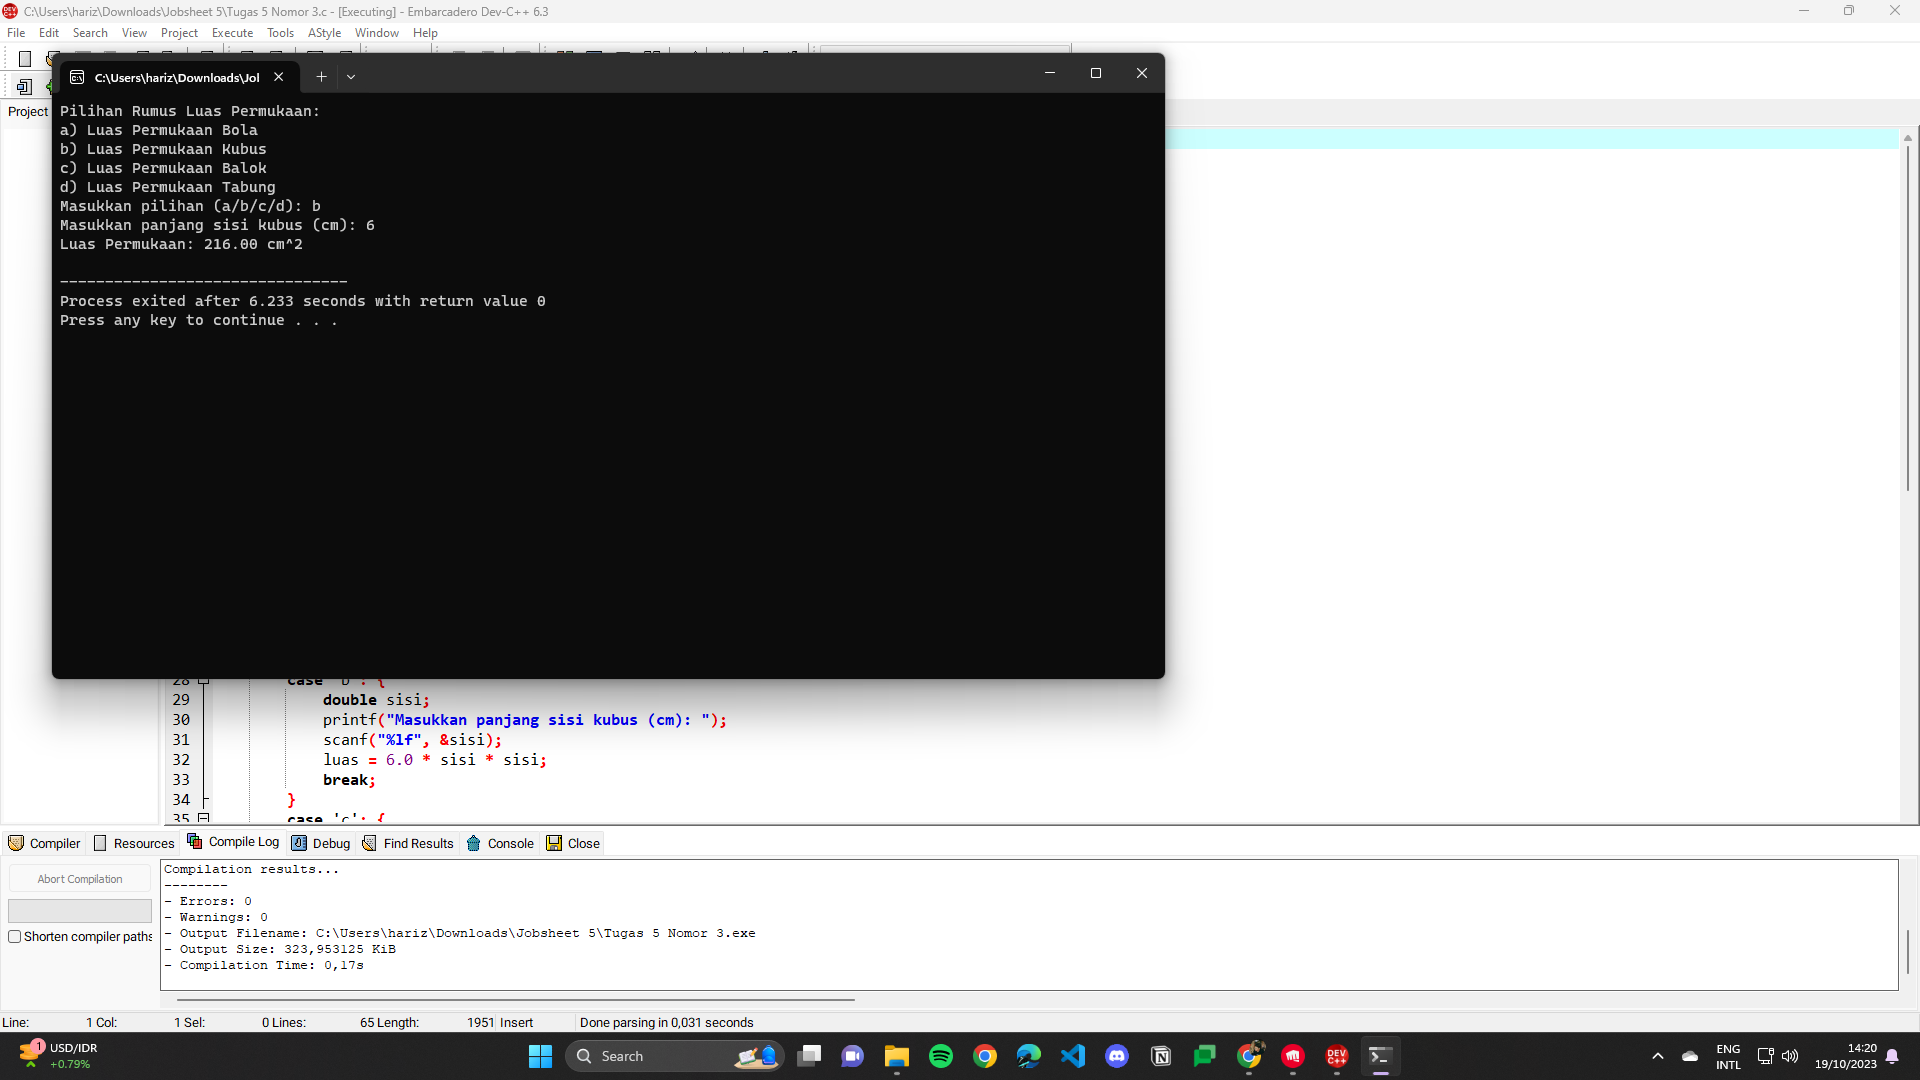 C:\Users\hariz\Downloads\Jobsheet 5\Tugas 5 Nomor 3.c - [Executing] - Embarcadero Dev-C++ 6.3
File Edit Search View Project Execute Tools AStyle Window Help
C:\Users\hariz\Downloads\Jol
Project
Pilihan Rumus Luas Permukaan:
a) Luas Permukaan Bola
b) Luas Permukaan Kubus
c) Luas Permukaan Balok
d) Luas Permukaan Tabung
Masukkan pilihan (a/b/c/d): b
Masukkan panjang sisi kubus (cm): 6
Luas Permukaan: 216.00 cm^2
--------------------------------
Process exited after 6.233 seconds with return value 0
Press any key to continue . . .
28 case 'b': {
29 double sisi;
30 printf("Masukkan panjang sisi kubus (cm): ");
31 scanf("%lf", &sisi);
32 luas = 6.0 * sisi * sisi;
33 break;
34 }
35 case 'c': {
Compiler Resources Compile Log Debug Find Results Console Close
Abort Compilation
Shorten compiler paths
Compilation results...
--------
- Errors: 0
- Warnings: 0
- Output Filename: C:\Users\hariz\Downloads\Jobsheet 5\Tugas 5 Nomor 3.exe
- Output Size: 323,953125 KiB
- Compilation Time: 0,17s
Line: 1 Col: 1 Sel: 0 Lines: 65 Length: 1951 Insert Done parsing in 0,031 seconds
1
USD/IDR
+0.79%
Search
DEV C++
ENG
INTL
14:20
19/10/2023